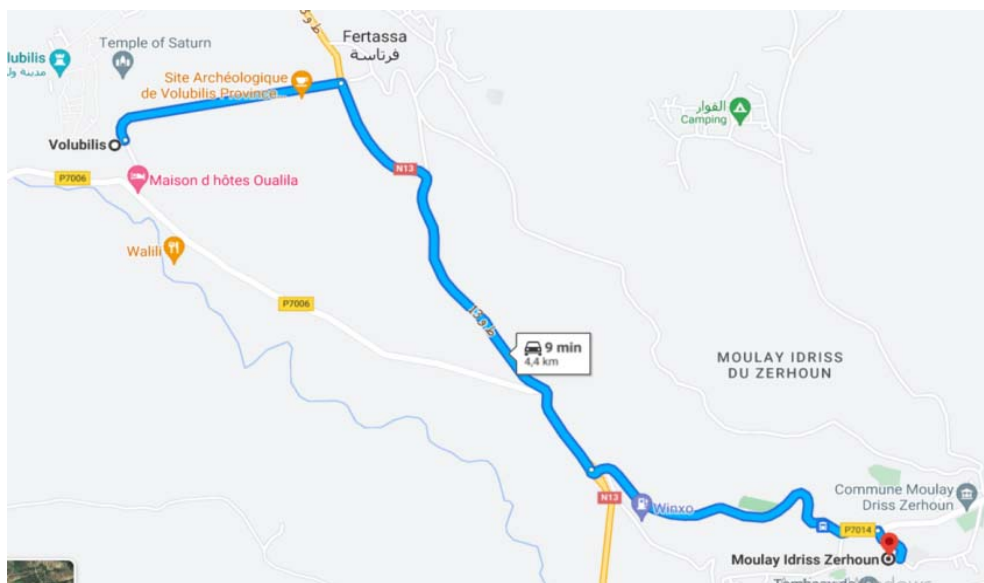 Fertassa
فرتاسة
Temple of Saturn
lubilis
Site Archéologique
de Volubilis Province...
القوار
Camping
Volubilis
N13
P7006
Maison d hôtes Oualila
Walili
P7006
9 min
4,4 km
MOULAY IDRISS
DU ZERHOUN
N13
Winxo
Commune Moulay
Driss Zerhoun
P7014
Moulay Idriss Zerhoun